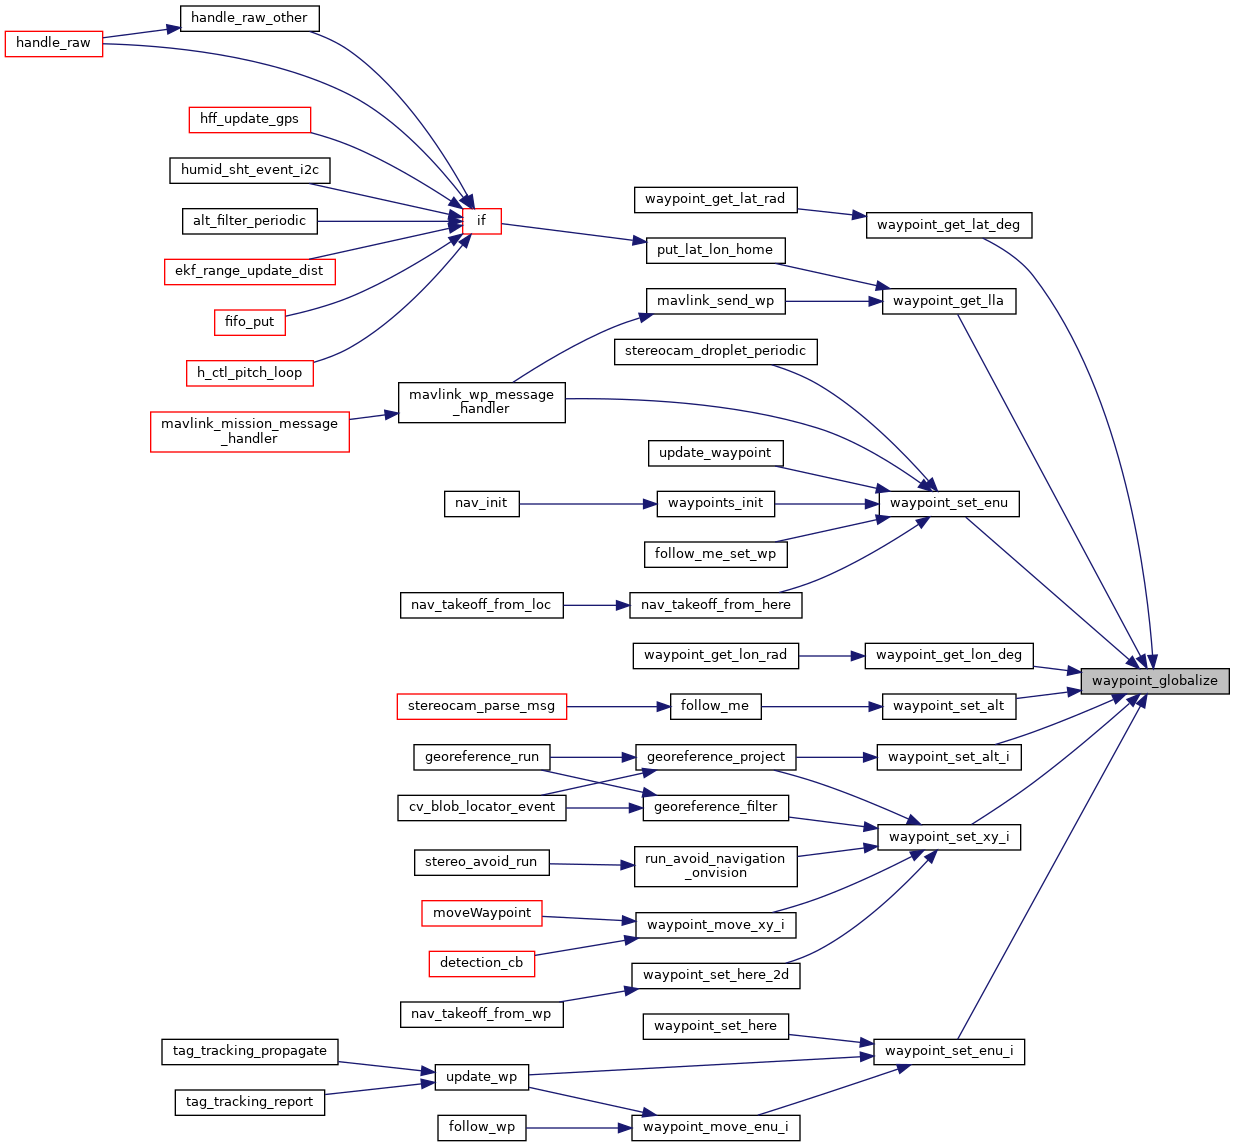 handle_raw_other
handle_raw
hff_update_gps
humid_sht_event_i2c
alt_filter_periodic
if
ekf_range_update_dist
fifo_put
h_ctl_pitch_loop
mavlink_mission_message
_handler
waypoint_get_lat_rad
waypoint_get_lat_deg
put_lat_lon_home
mavlink_send_wp
waypoint_get_lla
stereocam_droplet_periodic
mavlink_wp_message
_handler
update_waypoint
nav_init
waypoints_init
waypoint_set_enu
follow_me_set_wp
nav_takeoff_from_loc
nav_takeoff_from_here
waypoint_get_lon_rad
waypoint_get_lon_deg
waypoint_globalize
stereocam_parse_msg
follow_me
waypoint_set_alt
georeference_run
georeference_project
waypoint_set_alt_i
cv_blob_locator_event
georeference_filter
waypoint_set_xy_i
stereo_avoid_run
run_avoid_navigation
_onvision
moveWaypoint
waypoint_move_xy_i
detection_cb
waypoint_set_here_2d
nav_takeoff_from_wp
waypoint_set_here
tag_tracking_propagate
waypoint_set_enu_i
update_wp
tag_tracking_report
follow_wp
waypoint_move_enu_i